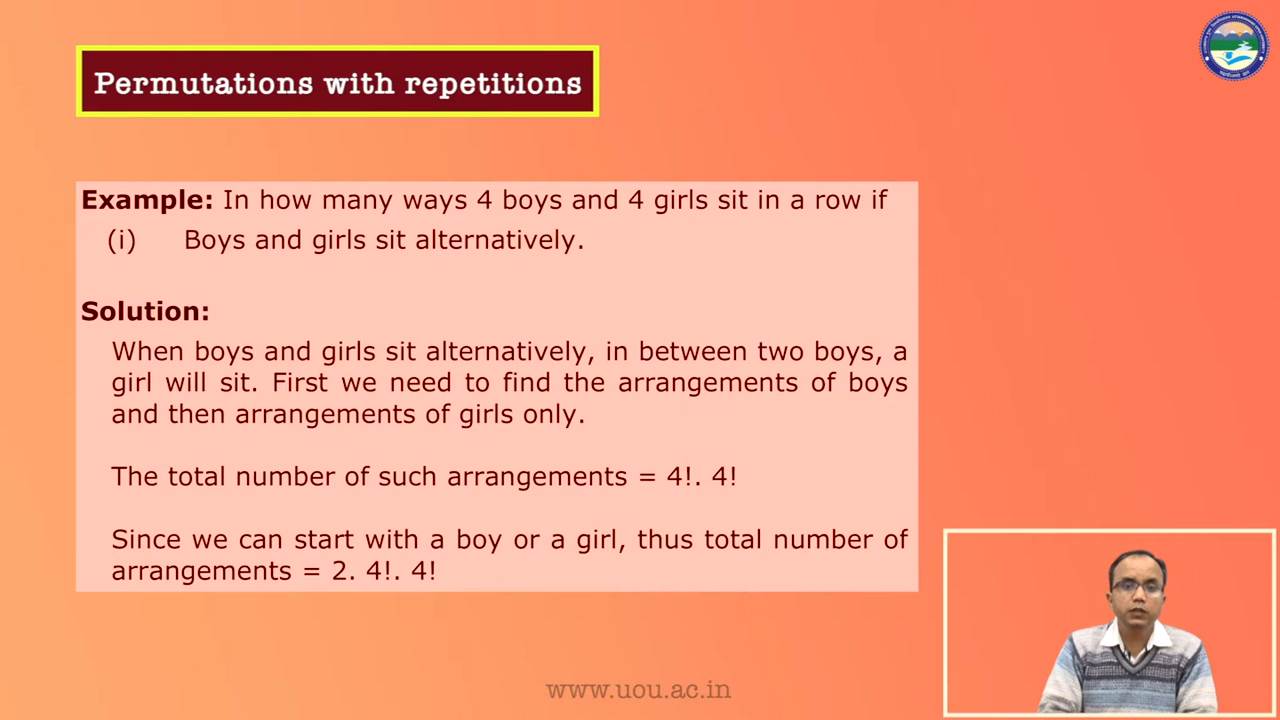 Permutations with repetitions
Example: In how many ways 4 boys and 4 girls sit in a row if
(i) Boys and girls sit alternatively.
Solution:
When boys and girls sit alternatively, in between two boys, a
girl will sit. First we need to find the arrangements of boys
and then arrangements of girls only.
The total number of such arrangements = 4!. 4!
Since we can start with a boy or a girl, thus total number of
arrangements = 2. 4!. 4!
www.uou.ac.in